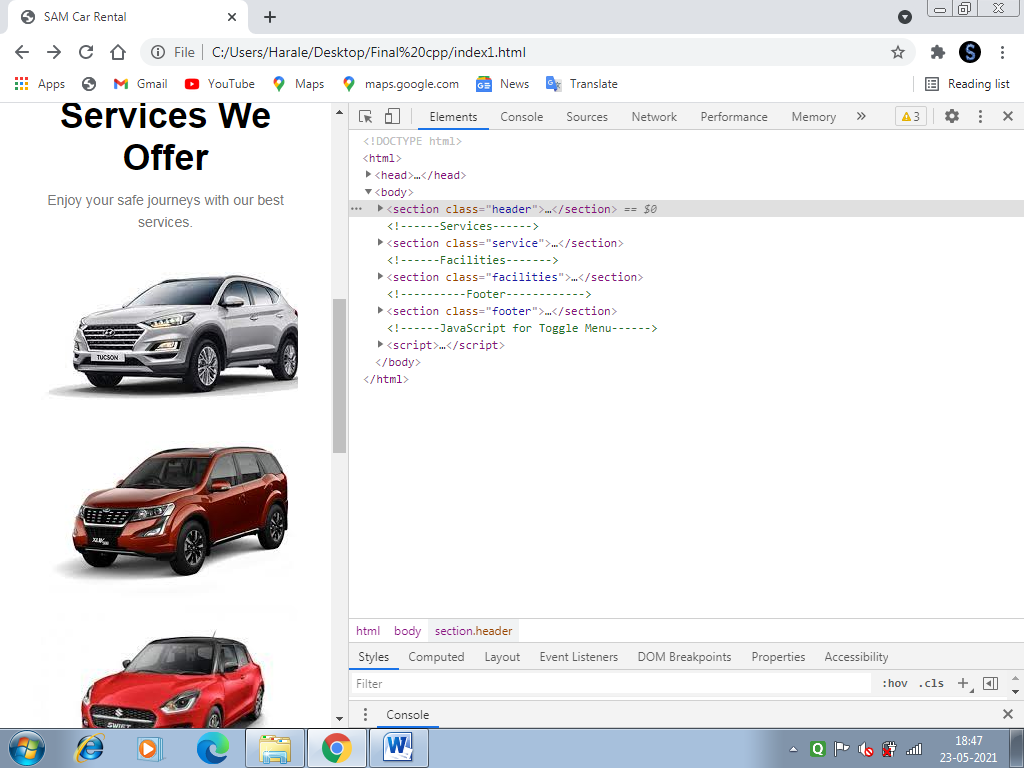 SAM Car Rental
File
C:/Users/Harale/Desktop/Final%20cpp/index1.html
S
Apps
Gmail
YouTube
Maps
maps.google.com
News
Translate
Reading list
Services We
Offer
Enjoy your safe journeys with our best
services.
TUCSON
SWIFT
Elements
Console
Sources
Network
Performance
Memory
»
3
<!DOCTYPE html>
<html>
<head>…</head>
<body>
<section class="header">…</section> == $0
<!------Services------>
<section class="service">…</section>
<!------Facilities------->
<section class="facilities">…</section>
<!----------Footer------------>
<section class="footer">…</section>
<!------JavaScript for Toggle Menu------>
<script>…</script>
</body>
</html>
html
body
section.header
Styles
Computed
Layout
Event Listeners
DOM Breakpoints
Properties
Accessibility
Filter
:hov
.cls
Console
18:47
23-05-2021